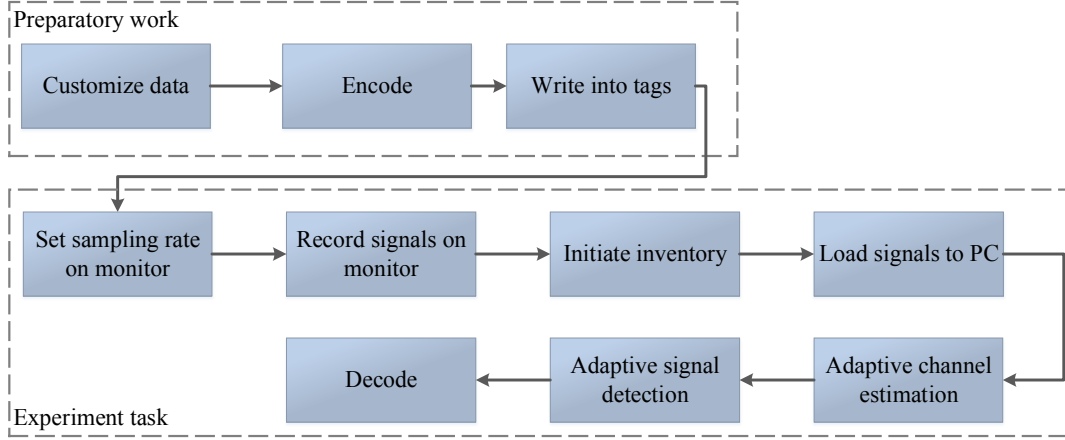 Preparatory work
Customize data
Encode
Write into tags
Set sampling rate
on monitor
Record signals on
monitor
Initiate inventory
Load signals to PC
Adaptive channel
estimation
Adaptive signal
detection
Decode
Experiment task